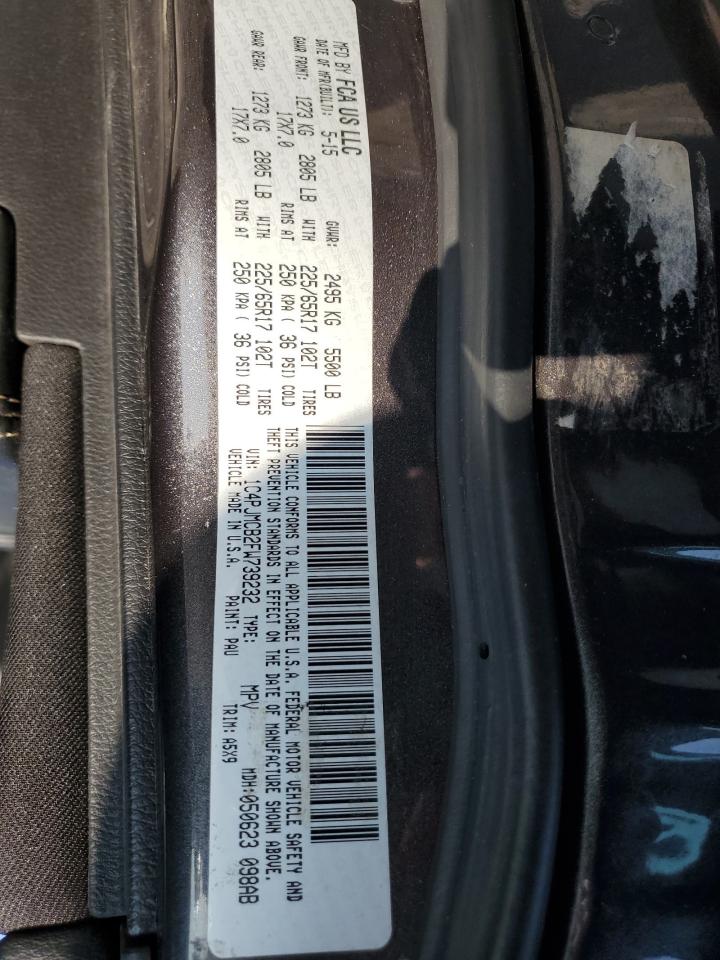 MFD BY FCA US LLC
DATE OF MFR(BUILT): 5-15 GVWR: 2495 KG 5500 LB
GAWR FRONT: 1273 KG 2805 LB WITH 225/65R17 102T TIRES
17X7.0 RIMS AT 250 KPA ( 36 PSI) COLD
GAWR REAR: 1273 KG 2805 LB WITH 225/65R17 102T TIRES
17X7.0 RIMS AT 250 KPA ( 36 PSI) COLD
THIS VEHICLE CONFORMS TO ALL APPLICABLE U.S.A. FEDERAL MOTOR VEHICLE SAFETY AND
THEFT PREVENTION STANDARDS IN EFFECT ON THE DATE OF MANUFACTURE SHOWN ABOVE.
VIN: 1C4PJMCB2FW739232 TYPE: MPV MDH:050623 098AB
VEHICLE MADE IN U.S.A. PAINT: PAU TRIM: A5X9